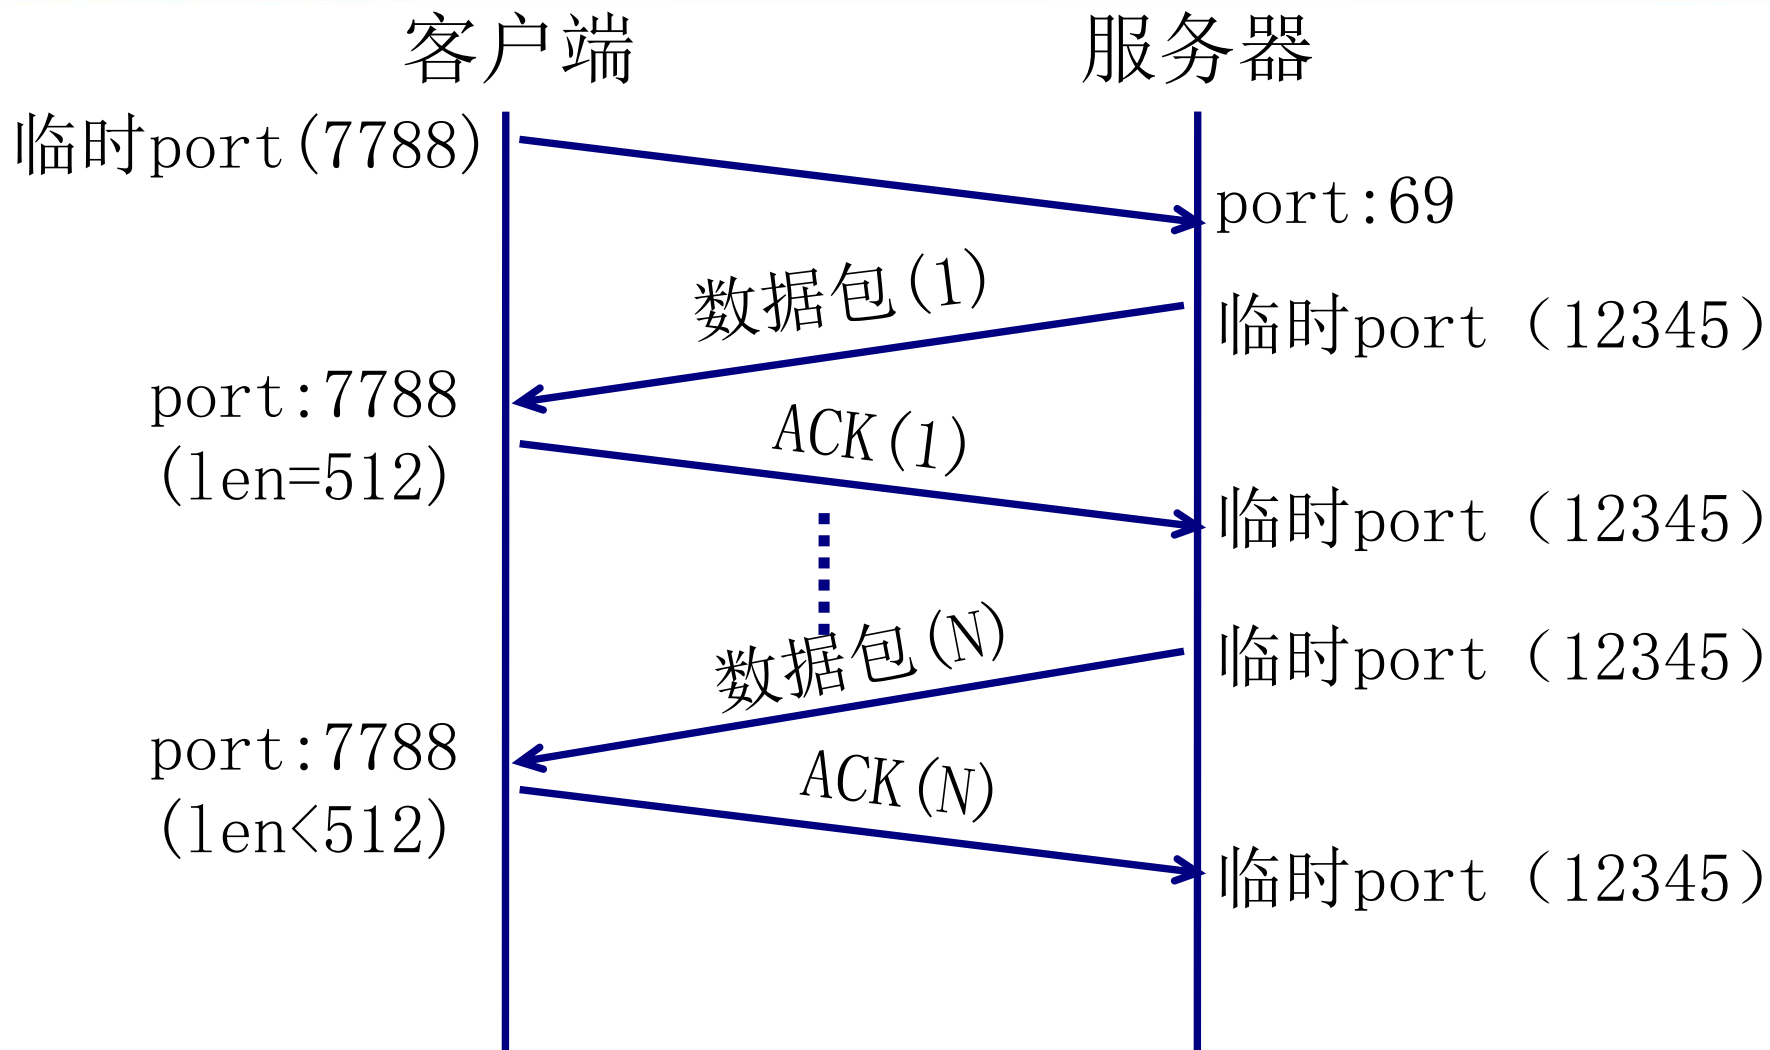 客户端
服务器
临时port(7788)
port:69
数据包(1)
临时port（12345）
port:7788
(len=512)
ACK(1)
临时port（12345）
数据包(N)
临时port（12345）
port:7788
(len<512)
ACK(N)
临时port（12345）